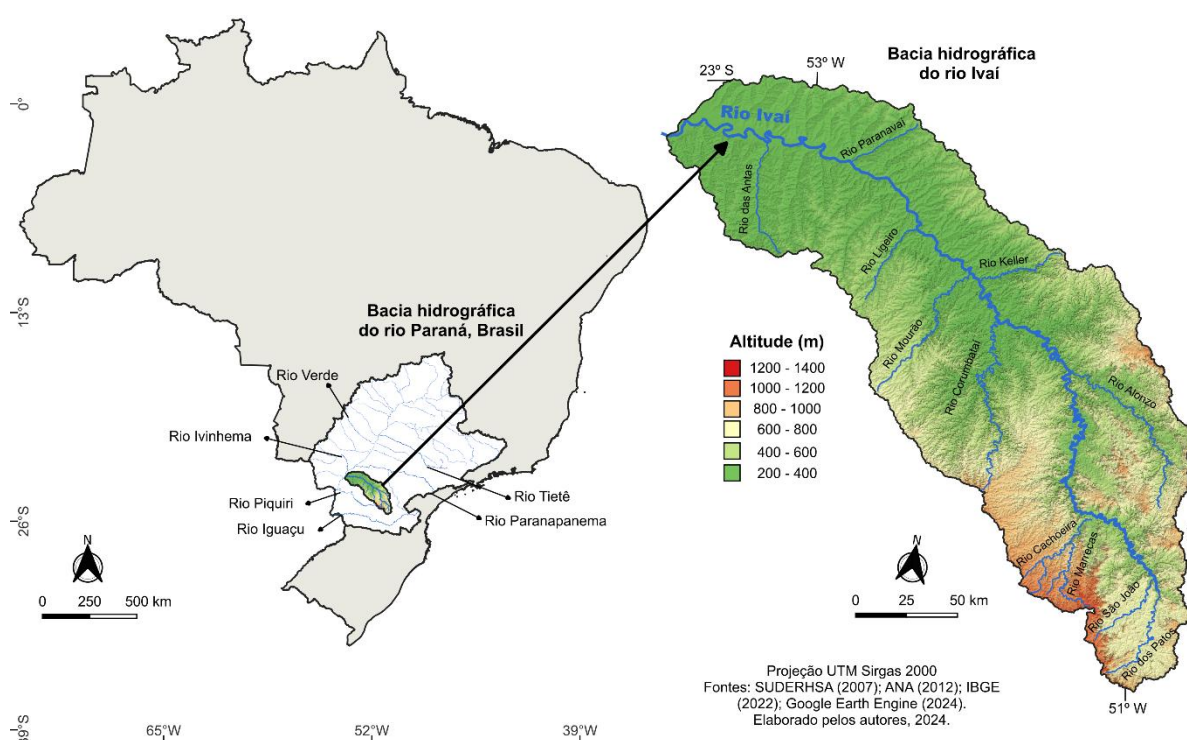 0°
13°S
26°S
39°S
65°W
52°W
39°W
Bacia hidrográfica
do rio Paraná, Brasil
Rio Verde
Rio Ivinhema
Rio Piquiri
Rio Iguaçu
Rio Tietê
Rio Paranapanema
N
0 250 500 km
Bacia hidrográfica
do rio Ivaí
23° S
53° W
Rio Ivaí
Rio Paranavaí
Rio das Antas
Rio Ligeiro
Rio Keller
Rio Mourão
Rio Corumbataí
Rio Alonzo
Rio Cachoeira
Rio Marrecas
Rio São João
Rio dos Patos
51° W
Altitude (m)
1200 - 1400
1000 - 1200
800 - 1000
600 - 800
400 - 600
200 - 400
N
0 25 50 km
Projeção UTM Sirgas 2000
Fontes: SUDERHSA (2007); ANA (2012); IBGE
(2022); Google Earth Engine (2024).
Elaborado pelos autores, 2024.